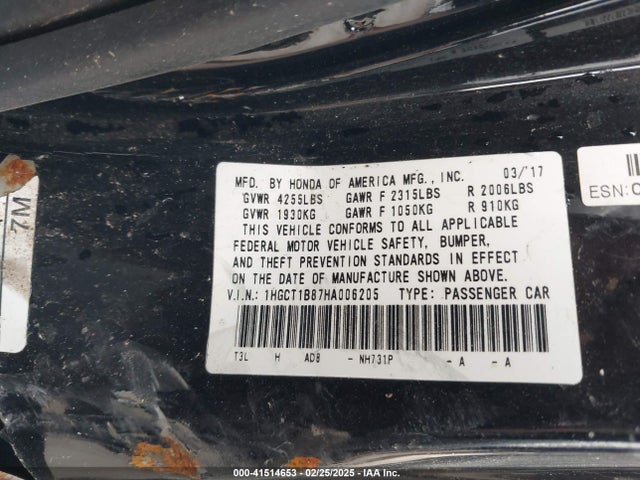 MFD. BY HONDA OF AMERICA MFG., INC. 03/'17
GVWR 4255LBS GAWR F 2315LBS R 2006LBS
GVWR 1930KG GAWR F 1050KG R 910KG
THIS VEHICLE CONFORMS TO ALL APPLICABLE
FEDERAL MOTOR VEHICLE SAFETY, BUMPER,
AND THEFT PREVENTION STANDARDS IN EFFECT
ON THE DATE OF MANUFACTURE SHOWN ABOVE.
V.I.N.: 1HGCT1B87HA006205 TYPE: PASSENGER CAR
T3L H AD8 - NH731P - A - A
7M
ESN:
000-41514653 - 02/25/2025 - IAA Inc.